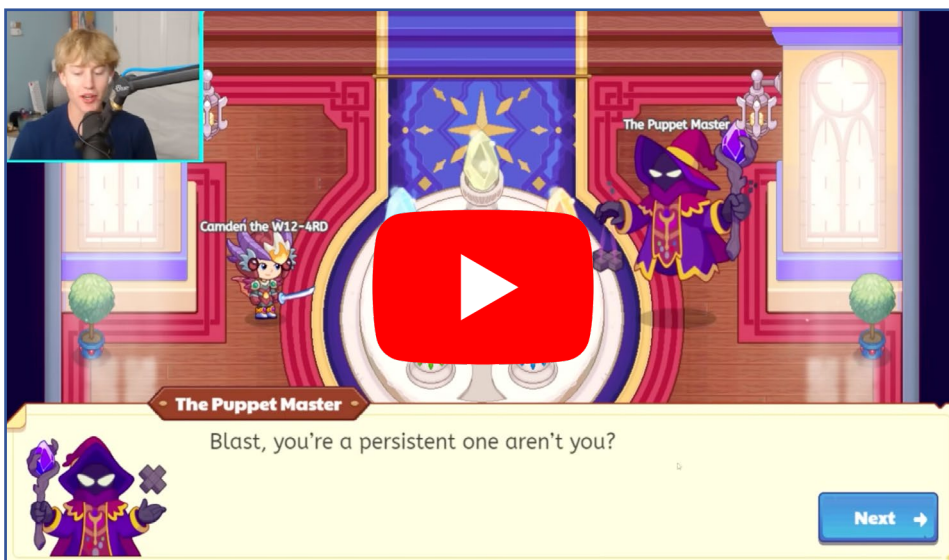 The Puppet Master
Camden the W12-4RD
The Puppet Master
Blast, you're a persistent one aren't you?
Next